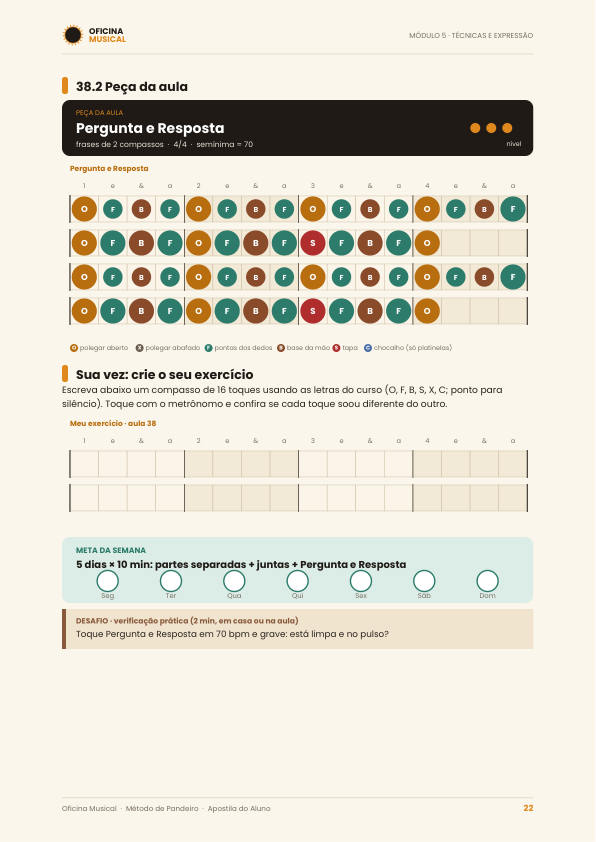 OFICINA
MUSICAL
MÓDULO 5 · TÉCNICAS E EXPRESSÃO
38.2 Peça da aula
PEÇA DA AULA
Pergunta e Resposta
frases de 2 compassos · 4/4 · semínima = 70
nível
Pergunta e Resposta
1 e & a 2 e & a 3 e & a 4 e & a
O F B F O F B F O F B F O F B F
O F B F O F B F S F B F O
O F B F O F B F O F B F O F B F
O F B F O F B F S F B F O
O polegar aberto X polegar abafado F pontas dos dedos B base da mão S tapa C chocalho (só platinelas)
Sua vez: crie o seu exercício
Escreva abaixo um compasso de 16 toques usando as letras do curso (O, F, B, S, X, C; ponto para
silêncio). Toque com o metrônomo e confira se cada toque soou diferente do outro.
Meu exercício · aula 38
1 e & a 2 e & a 3 e & a 4 e & a
META DA SEMANA
5 dias × 10 min: partes separadas + juntas + Pergunta e Resposta
Seg Ter Qua Qui Sex Sáb Dom
DESAFIO · verificação prática (2 min, em casa ou na aula)
Toque Pergunta e Resposta em 70 bpm e grave: está limpa e no pulso?
Oficina Musical · Método de Pandeiro · Apostila do Aluno
22